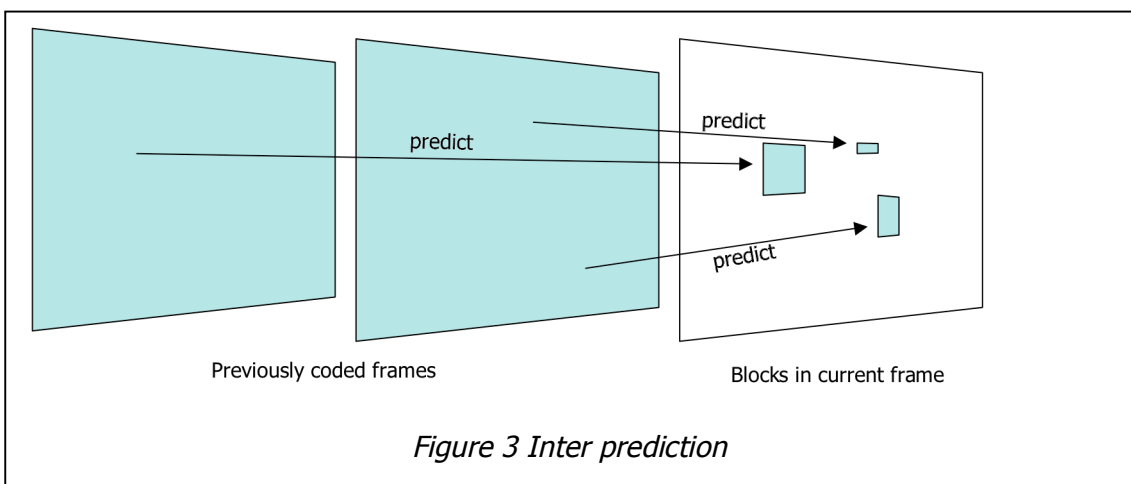 predict
predict
predict
Previously coded frames
Blocks in current frame
Figure 3 Inter prediction